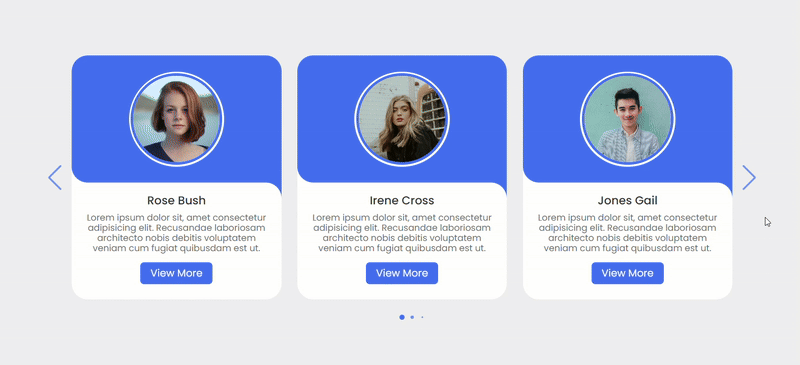 Rose Bush
Lorem ipsum dolor sit, amet consectetur
adipisicing elit. Recusandae laboriosam
architecto nobis debitis voluptatem
veniam cum fugiat quibusdam est ut.
View More
Irene Cross
Lorem ipsum dolor sit, amet consectetur
adipisicing elit. Recusandae laboriosam
architecto nobis debitis voluptatem
veniam cum fugiat quibusdam est ut.
View More
Jones Gail
Lorem ipsum dolor sit, amet consectetur
adipisicing elit. Recusandae laboriosam
architecto nobis debitis voluptatem
veniam cum fugiat quibusdam est ut.
View More